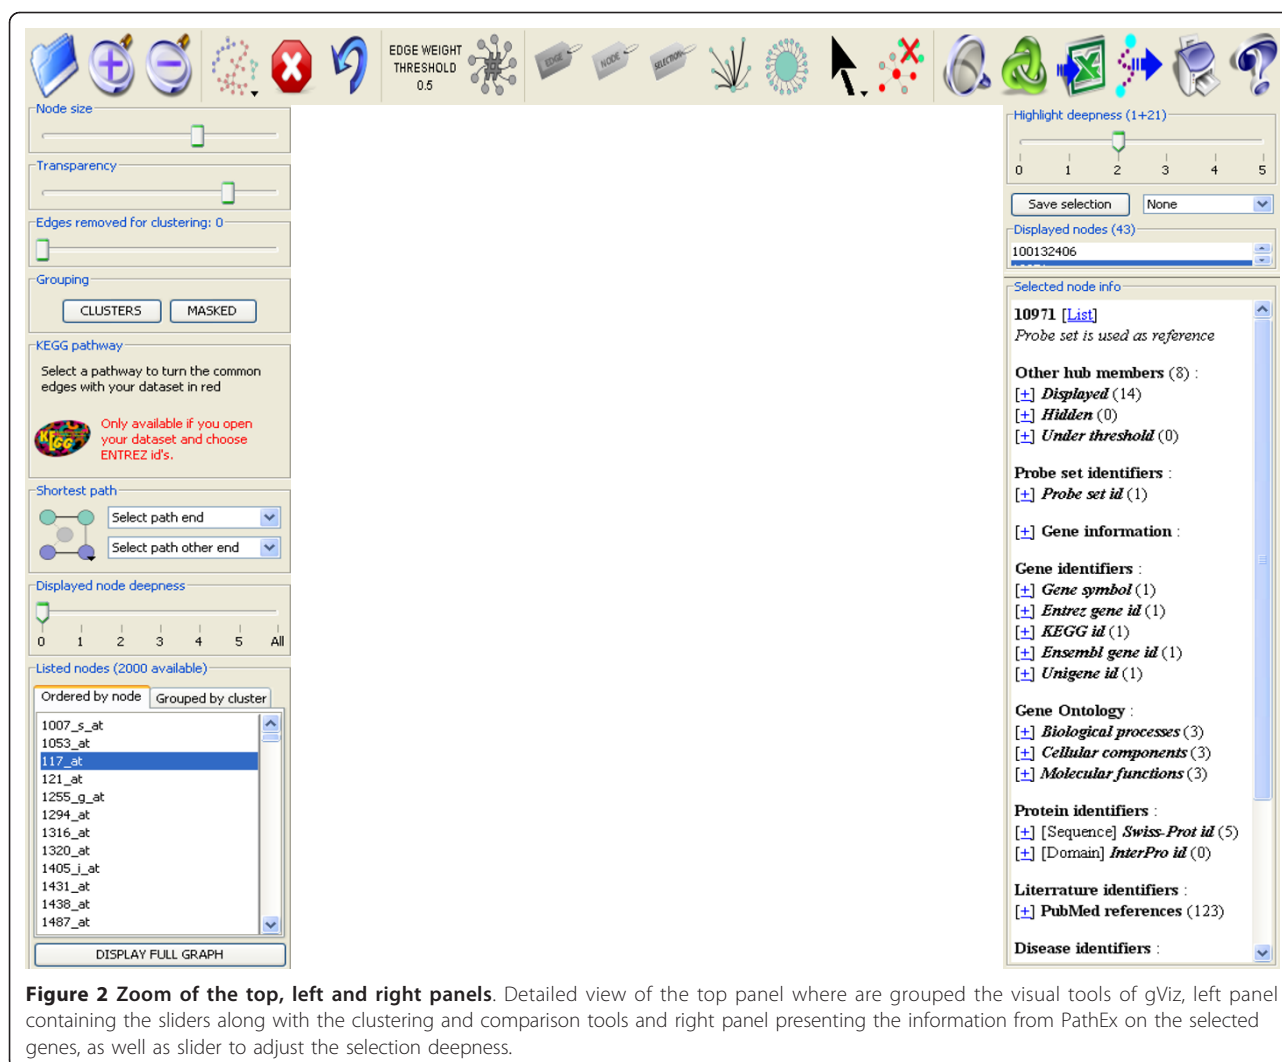 EDGE WEIGHT
THRESHOLD
0.5
EDGE
NODE
SELECTION
Node size
Transparency
Edges removed for clustering: 0
Grouping
CLUSTERS MASKED
KEGG pathway
Select a pathway to turn the common
edges with your dataset in red
KEGG
Only available if you open
your dataset and choose
ENTREZ id's.
Shortest path
Select path end
Select path other end
Displayed node deepness
0 1 2 3 4 5 All
Listed nodes (2000 available)
Ordered by node Grouped by cluster
1007_s_at
1053_at
117_at
121_at
1255_g_at
1294_at
1316_at
1320_at
1405_i_at
1431_at
1438_at
1487_at
DISPLAY FULL GRAPH
Highlight deepness (1+21)
0 1 2 3 4 5
Save selection None
Displayed nodes (43)
100132406
Selected node info
10971 [List]
Probe set is used as reference
Other hub members (8) :
[+] Displayed (14)
[+] Hidden (0)
[+] Under threshold (0)
Probe set identifiers :
[+] Probe set id (1)
[+] Gene information :
Gene identifiers :
[+] Gene symbol (1)
[+] Entrez gene id (1)
[+] KEGG id (1)
[+] Ensembl gene id (1)
[+] Unigene id (1)
Gene Ontology :
[+] Biological processes (3)
[+] Cellular components (3)
[+] Molecular functions (3)
Protein identifiers :
[+] [Sequence] Swiss-Prot id (5)
[+] [Domain] InterPro id (0)
Literrature identifiers :
[+] PubMed references (123)
Disease identifiers :
Figure 2 Zoom of the top, left and right panels. Detailed view of the top panel where are grouped the visual tools of gViz, left panel
containing the sliders along with the clustering and comparison tools and right panel presenting the information from PathEx on the selected
genes, as well as slider to adjust the selection deepness.